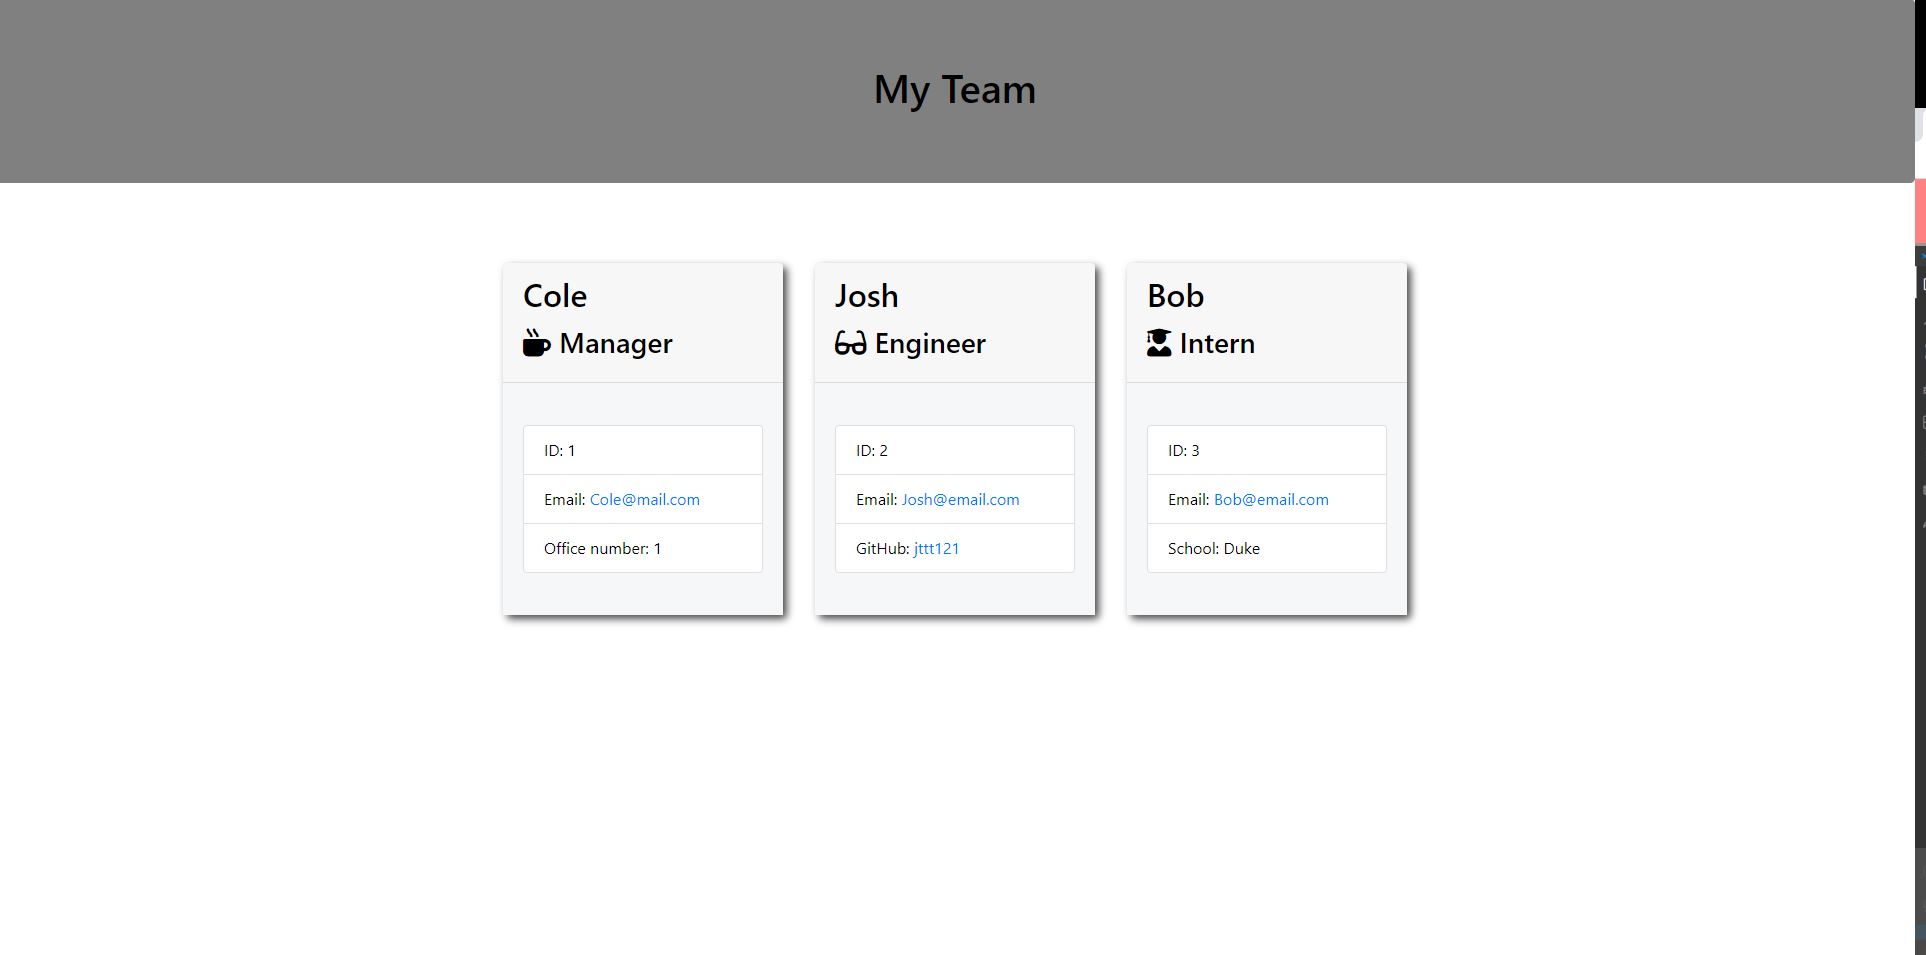 My Team
Cole
Manager
ID: 1
Email: Cole@mail.com
Office number: 1
Josh
Engineer
ID: 2
Email: Josh@email.com
GitHub: jttt121
Bob
Intern
ID: 3
Email: Bob@email.com
School: Duke